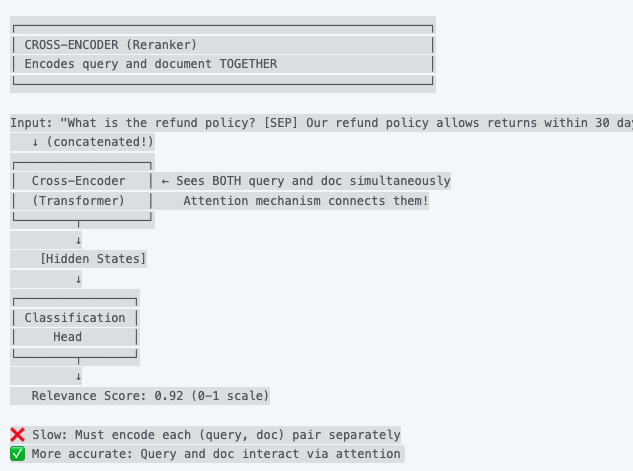 CROSS-ENCODER (Reranker)
Encodes query and document TOGETHER
Input: "What is the refund policy? [SEP] Our refund policy allows returns within 30
↓ (concatenated!)
Cross-Encoder ← Sees BOTH query and doc simultaneously
(Transformer) Attention mechanism connects them!
↓
[Hidden States]
↓
Classification
Head
↓
Relevance Score: 0.92 (0-1 scale)
❌ Slow: Must encode each (query, doc) pair separately
✅ More accurate: Query and doc interact via attention